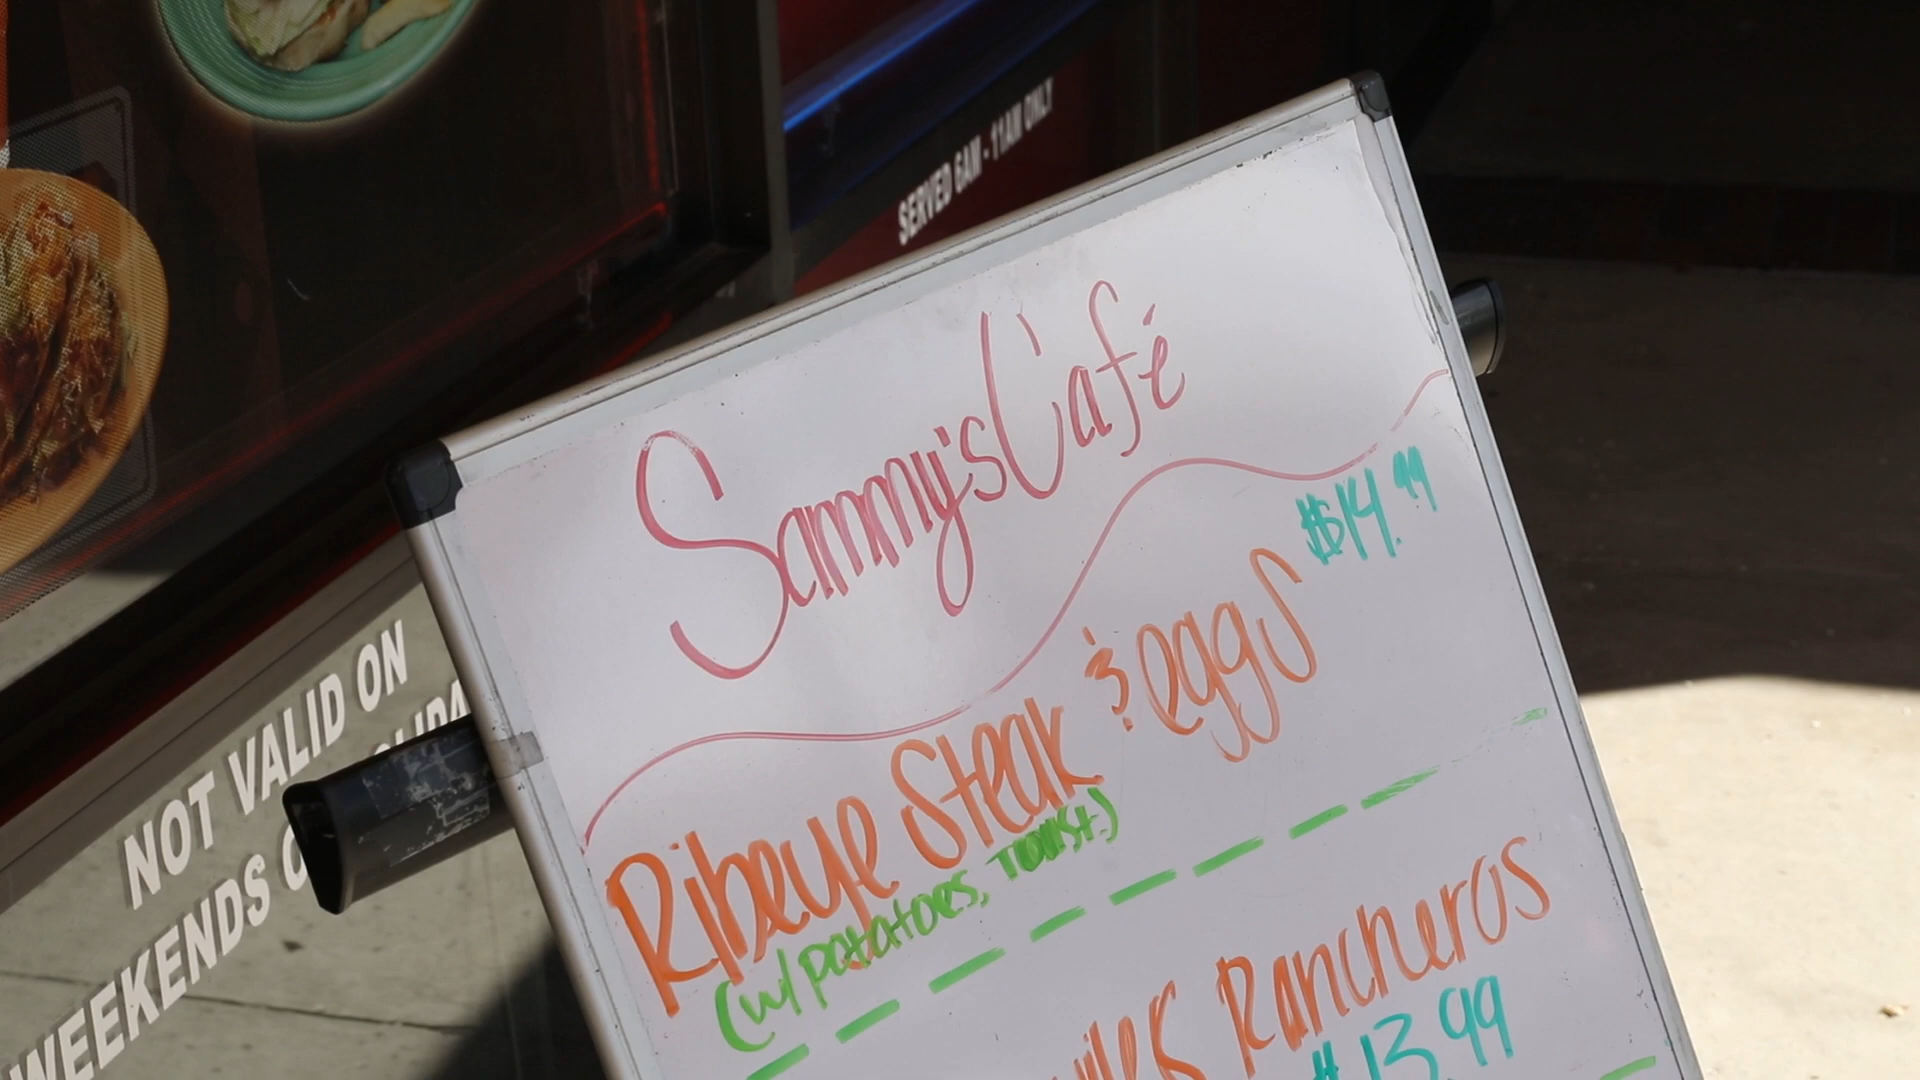 SERVED 6AM - 11AM ONLY
Sammy's Café
Ribeye Steak & eggs $14.99
(w/ potatoes, toast)
Rancheros
$13.99
NOT VALID ON
WEEKENDS